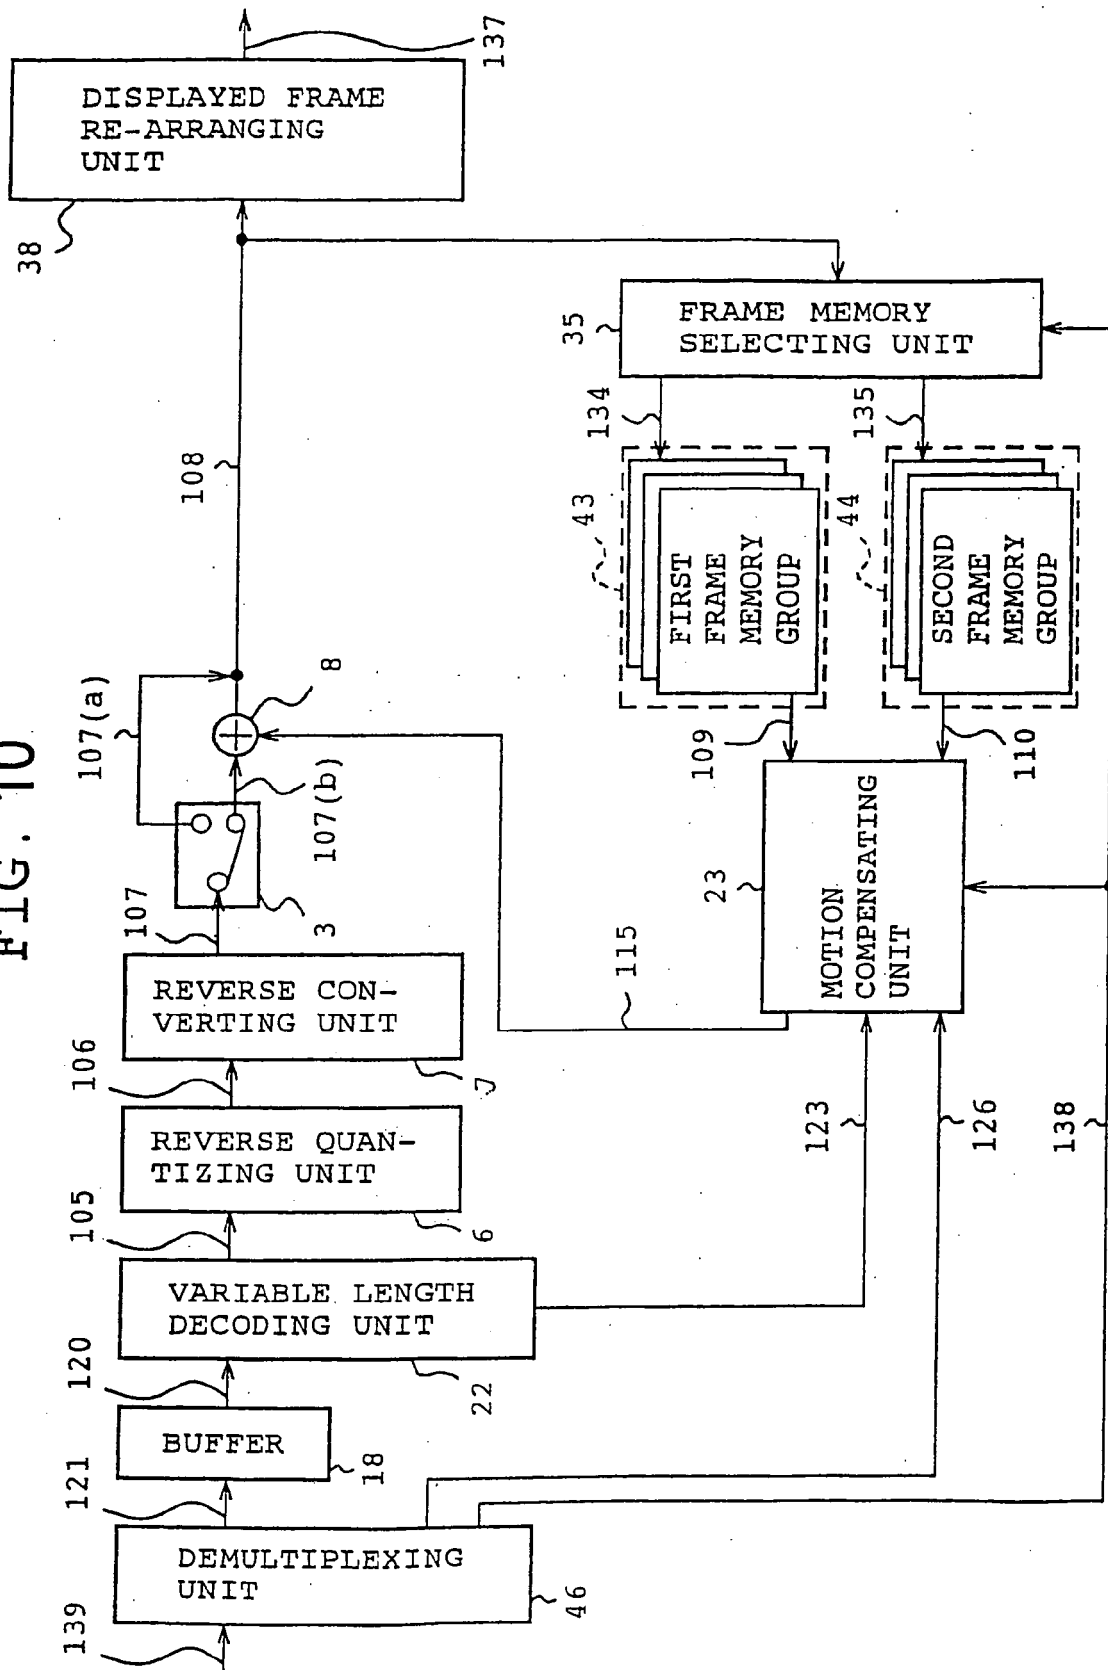 FIG. 10
DISPLAYED FRAME
RE-ARRANGING
UNIT
38
137
108
107(a)
8
107(b)
107
3
REVERSE CON-
VERTING UNIT
7
106
REVERSE QUAN-
TIZING UNIT
6
105
VARIABLE LENGTH
DECODING UNIT
22
120
BUFFER
18
121
DEMULTIPLEXING
UNIT
46
139
FRAME MEMORY
SELECTING UNIT
35
134
135
43
FIRST
FRAME
MEMORY
GROUP
44
SECOND
FRAME
MEMORY
GROUP
109
110
23
MOTION
COMPENSATING
UNIT
115
123
126
138